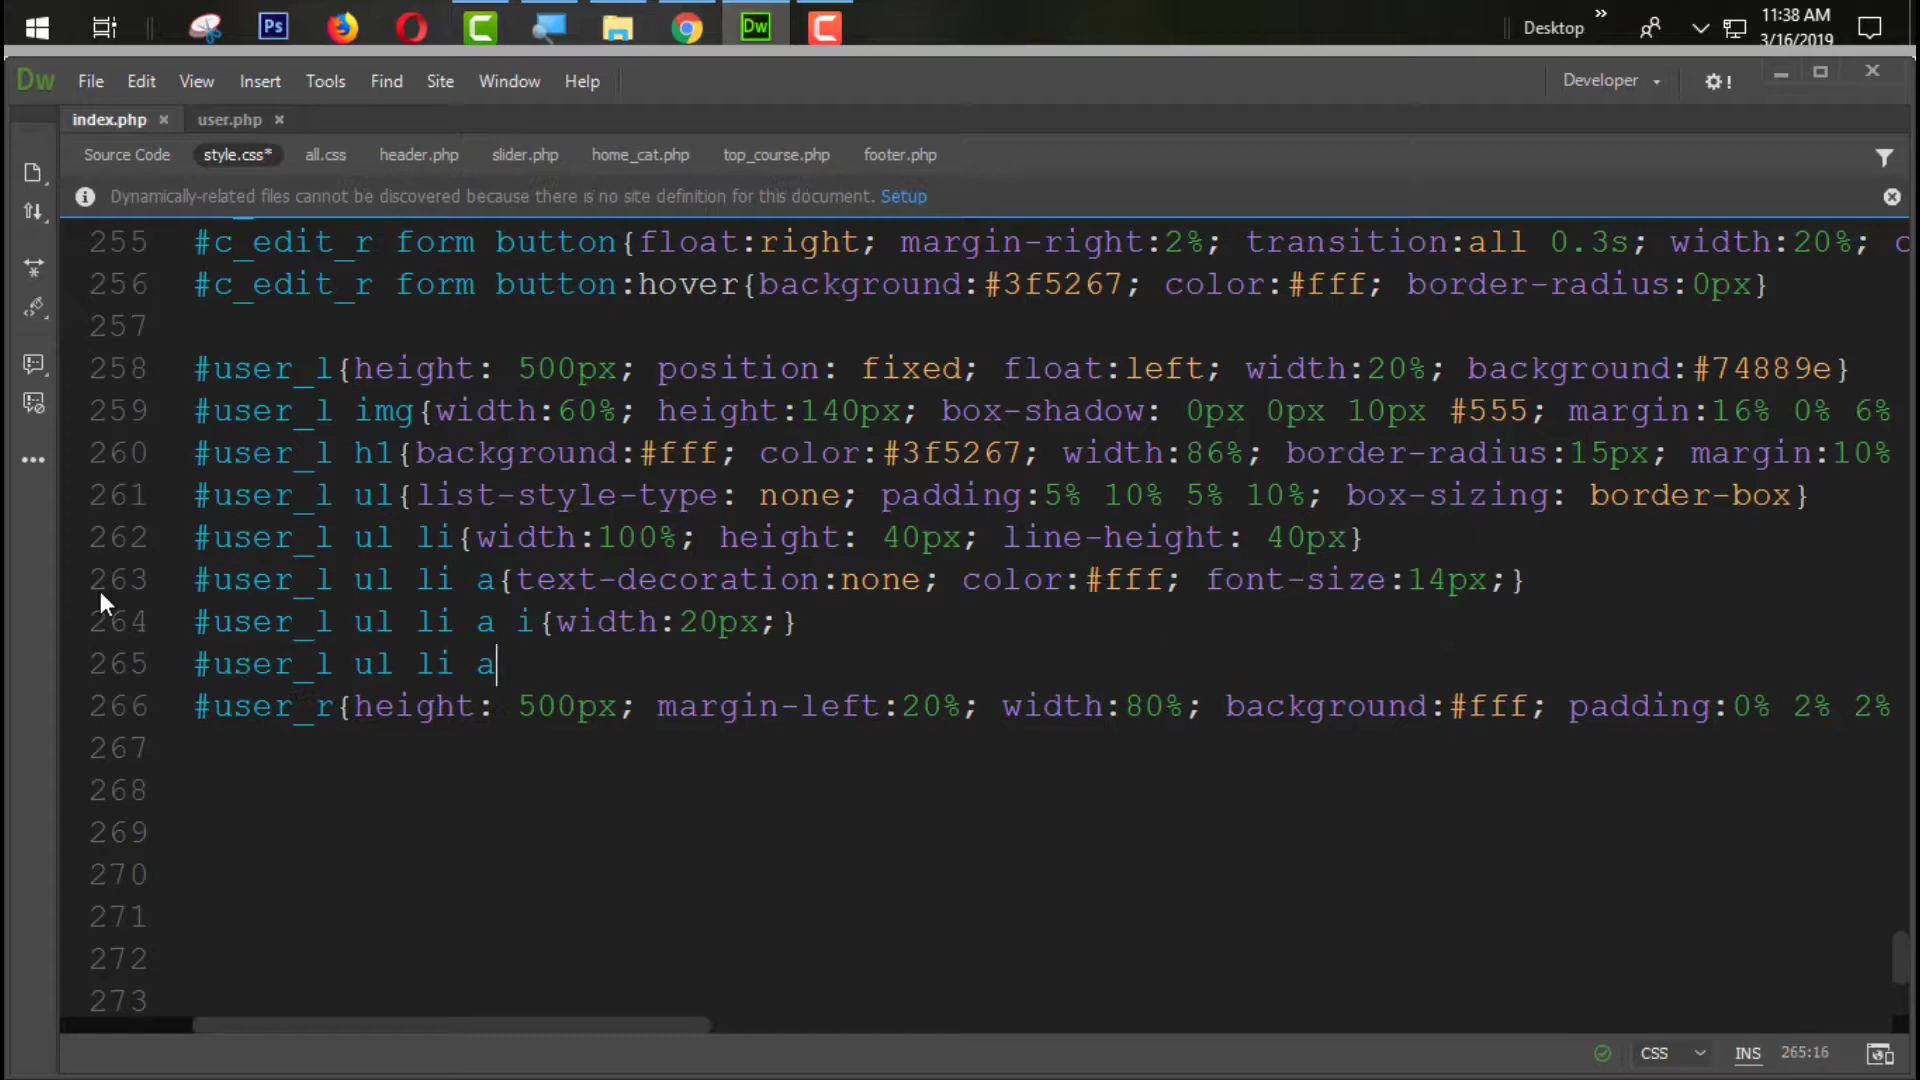 Ps
Dw
Desktop
»
11:38 AM
3/16/2019
Dw File Edit View Insert Tools Find Site Window Help
Developer
index.php × user.php ×
Source Code style.css* all.css header.php slider.php home_cat.php top_course.php footer.php
Dynamically-related files cannot be discovered because there is no site definition for this document. Setup
255 #c_edit_r form button{float:right; margin-right:2%; transition:all 0.3s; width:20%; c
256 #c_edit_r form button:hover{background:#3f5267; color:#fff; border-radius:0px}
257
258 #user_l{height: 500px; position: fixed; float:left; width:20%; background:#74889e}
259 #user_l img{width:60%; height:140px; box-shadow: 0px 0px 10px #555; margin:16% 0% 6%
260 #user_l h1{background:#fff; color:#3f5267; width:86%; border-radius:15px; margin:10%
261 #user_l ul{list-style-type: none; padding:5% 10% 5% 10%; box-sizing: border-box}
262 #user_l ul li{width:100%; height: 40px; line-height: 40px}
263 #user_l ul li a{text-decoration:none; color:#fff; font-size:14px;}
264 #user_l ul li a i{width:20px;}
265 #user_l ul li a
266 #user_r{height: 500px; margin-left:20%; width:80%; background:#fff; padding:0% 2% 2%
267
268
269
270
271
272
273
CSS INS 265:16